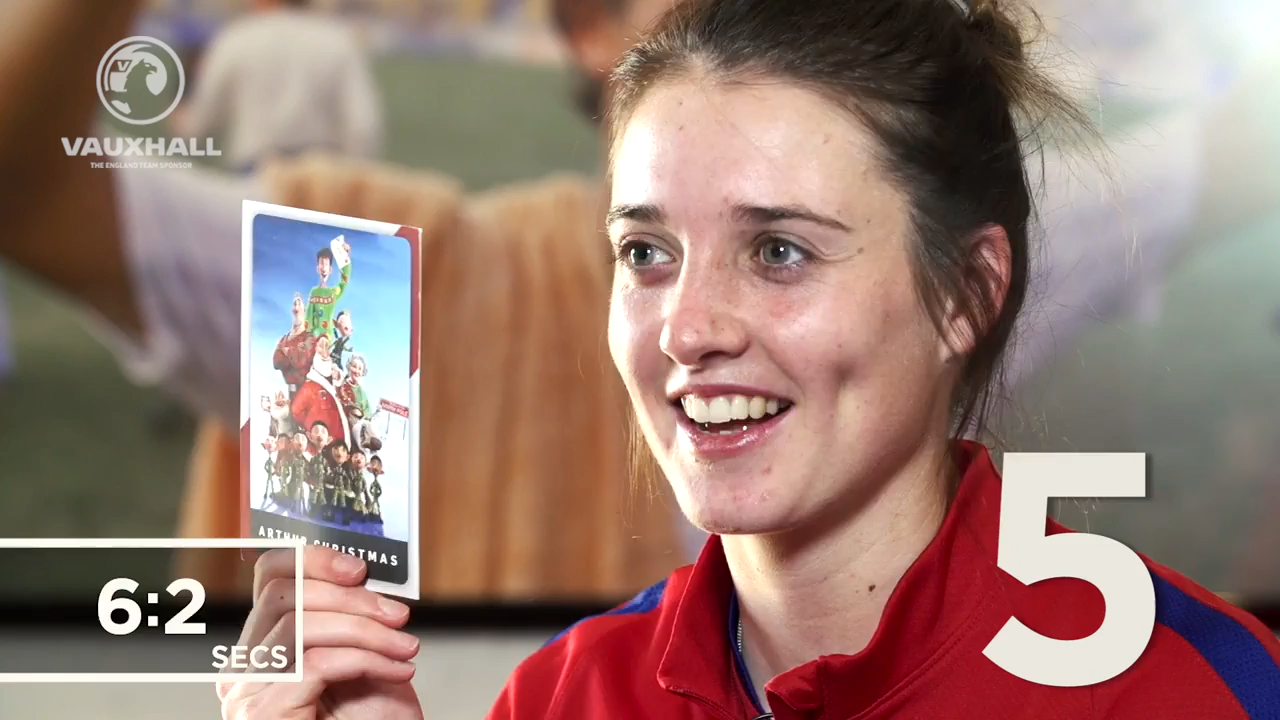 VAUXHALL
THE ENGLAND TEAM SPONSOR
ARTHUR CHRISTMAS
6:2
SECS
5